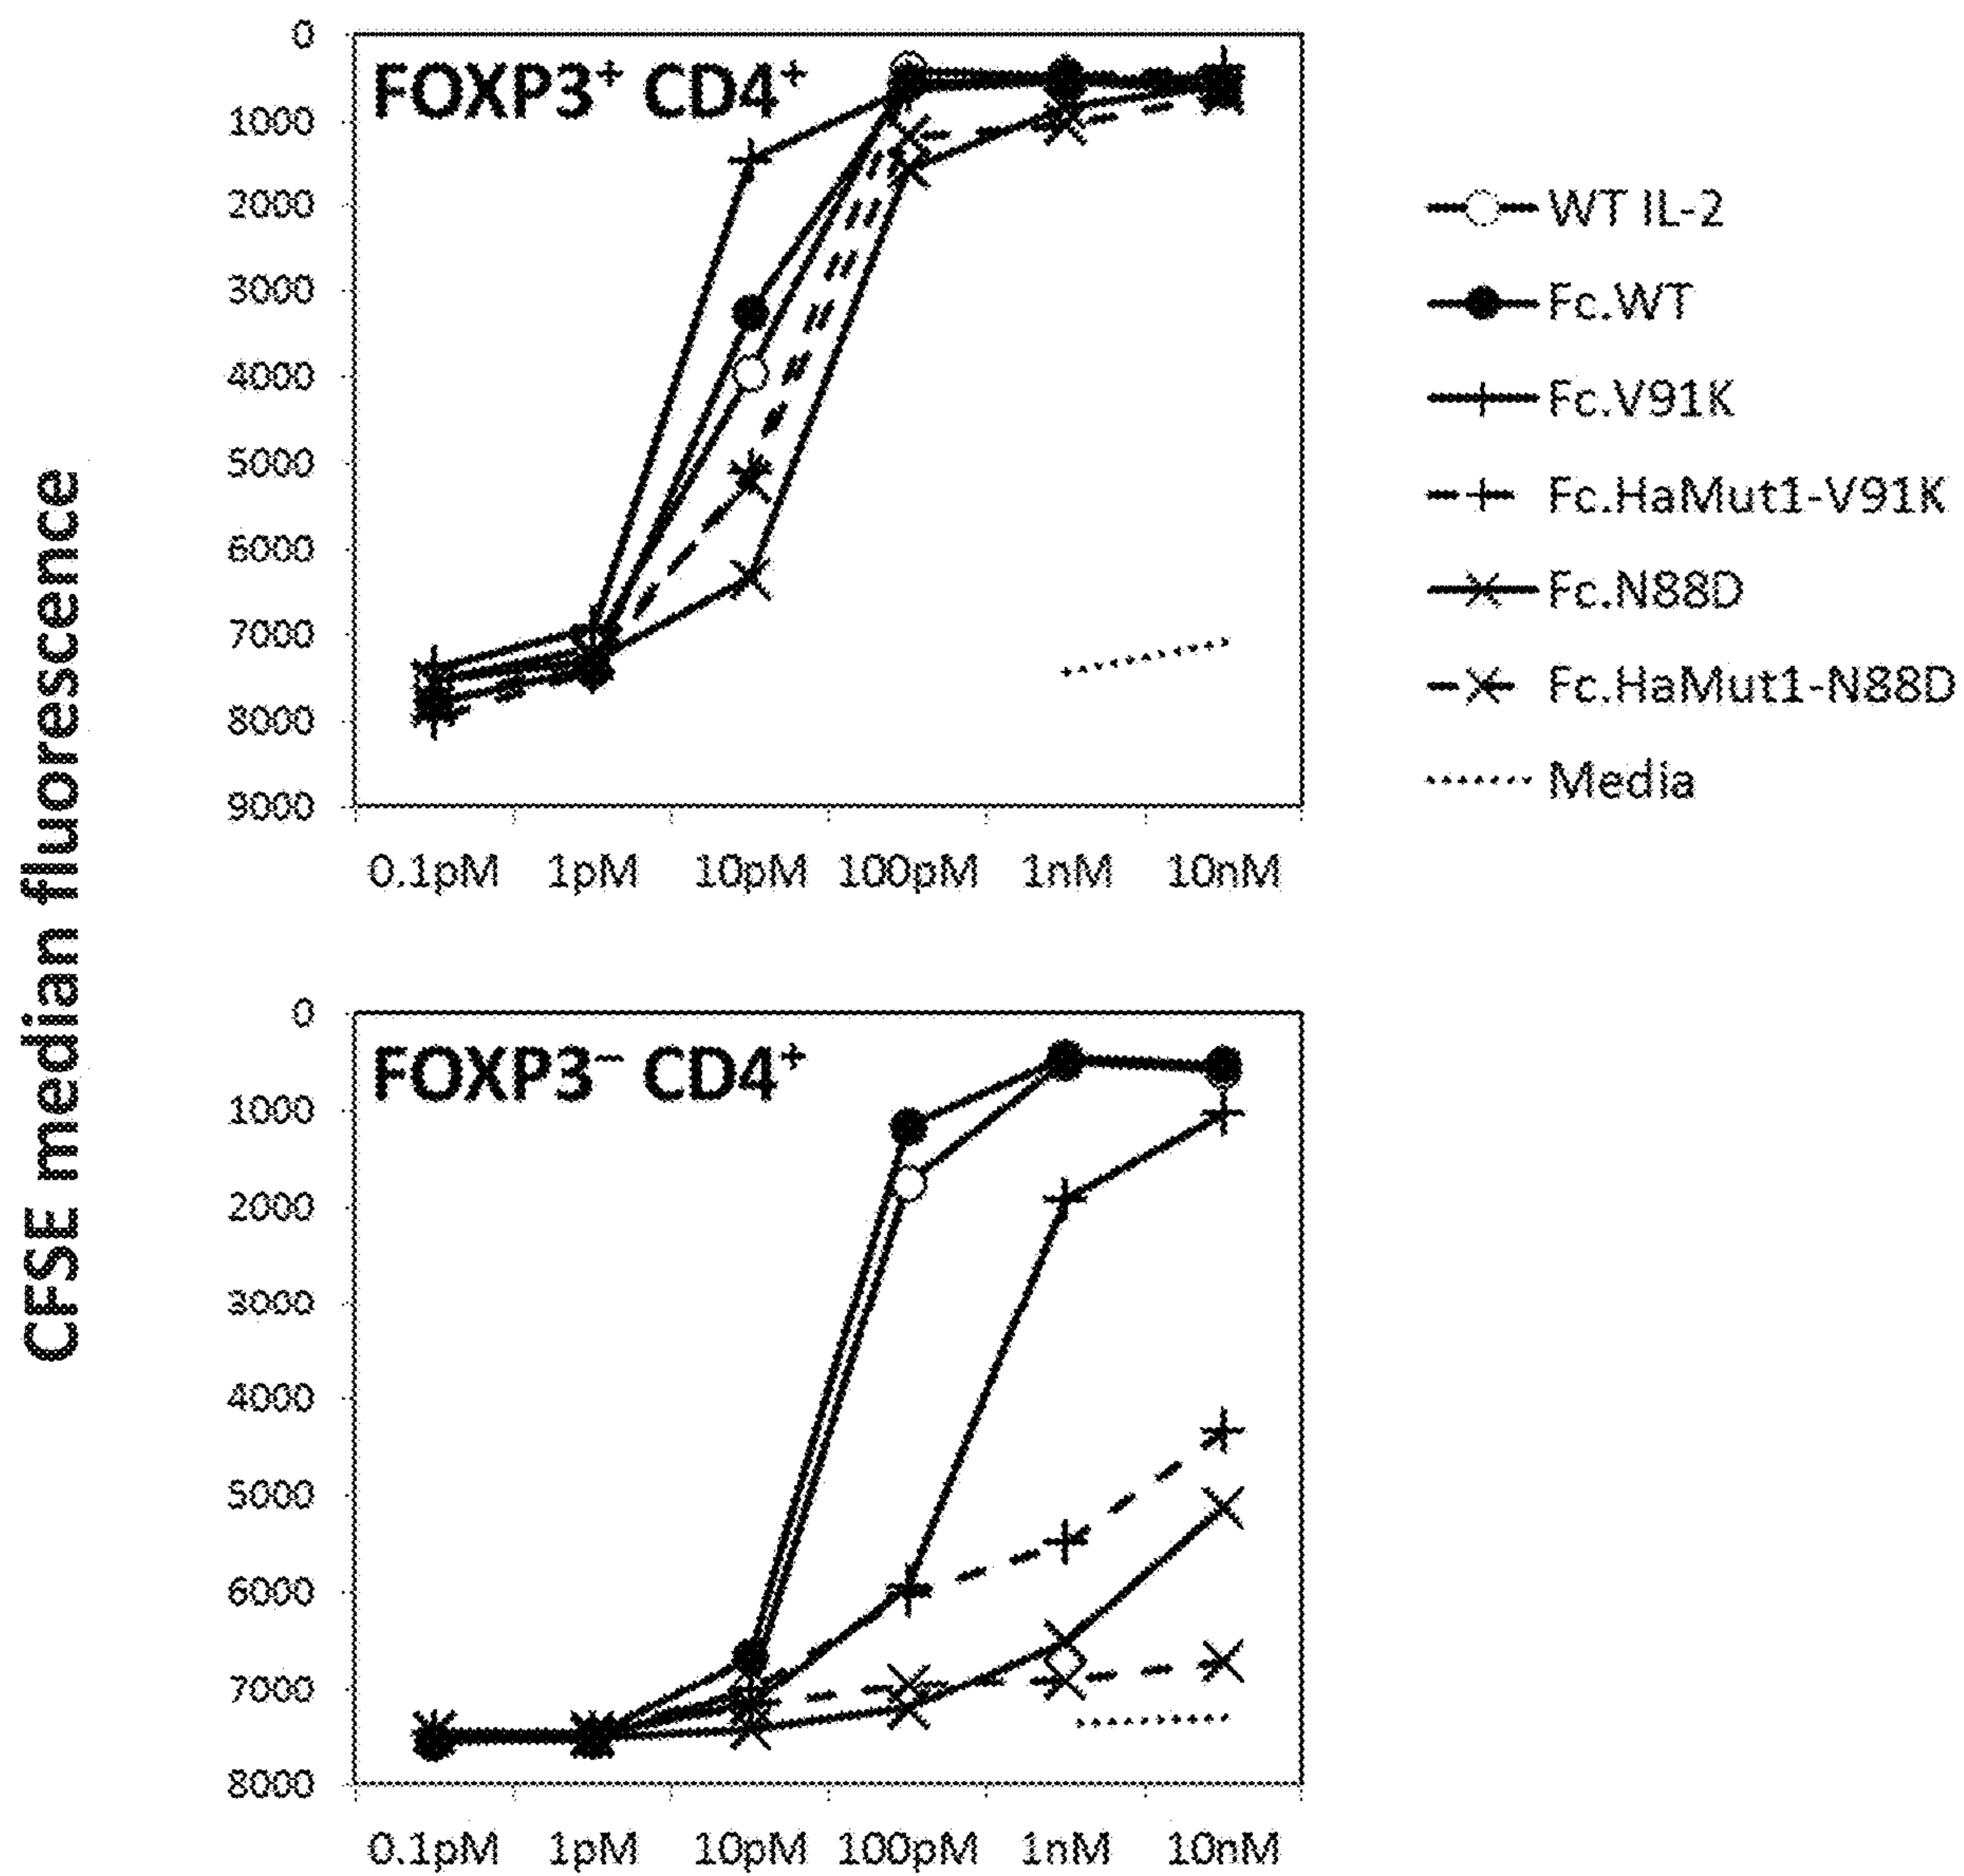 CFSE median fluorescence
FOXP3⁺ CD4⁺
0
1000
2000
3000
4000
5000
6000
7000
8000
9000
0.1pM 1pM 10pM 100pM 1nM 10nM
WT IL-2
Fc.WT
Fc.V91K
Fc.HaMut1-V91K
Fc.N88D
Fc.HaMut1-N88D
Media
FOXP3⁻ CD4⁺
0
1000
2000
3000
4000
5000
6000
7000
8000
0.1pM 1pM 10pM 100pM 1nM 10nM